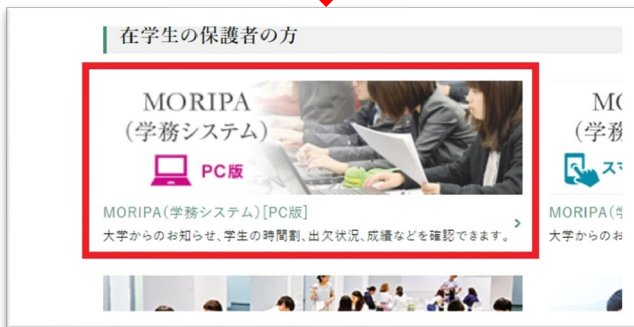 在学生の保護者の方
MORIPA
(学務システム)
PC版
MORIPA(学務システム)[PC版]
大学からのお知らせ、学生の時間割、出欠状況、成績などを確認できます。
(学務
MORIPA(学
大学からのお